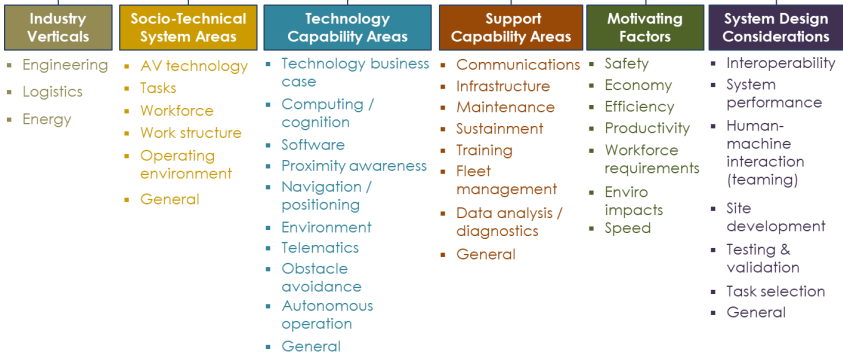 Industry
Verticals
▪ Engineering
▪ Logistics
▪ Energy
Socio-Technical
System Areas
▪ AV technology
▪ Tasks
▪ Workforce
▪ Work structure
▪ Operating
environment
▪ General
Technology
Capability Areas
▪ Technology business
case
▪ Computing /
cognition
▪ Software
▪ Proximity awareness
▪ Navigation /
positioning
▪ Environment
▪ Telematics
▪ Obstacle
avoidance
▪ Autonomous
operation
▪ General
Support
Capability Areas
▪ Communications
▪ Infrastructure
▪ Maintenance
▪ Sustainment
▪ Training
▪ Fleet
management
▪ Data analysis /
diagnostics
▪ General
Motivating
Factors
▪ Safety
▪ Economy
▪ Efficiency
▪ Productivity
▪ Workforce
requirements
▪ Enviro
impacts
▪ Speed
System Design
Considerations
▪ Interoperability
▪ System
performance
▪ Human-
machine
interaction
(teaming)
▪ Site
development
▪ Testing &
validation
▪ Task selection
▪ General